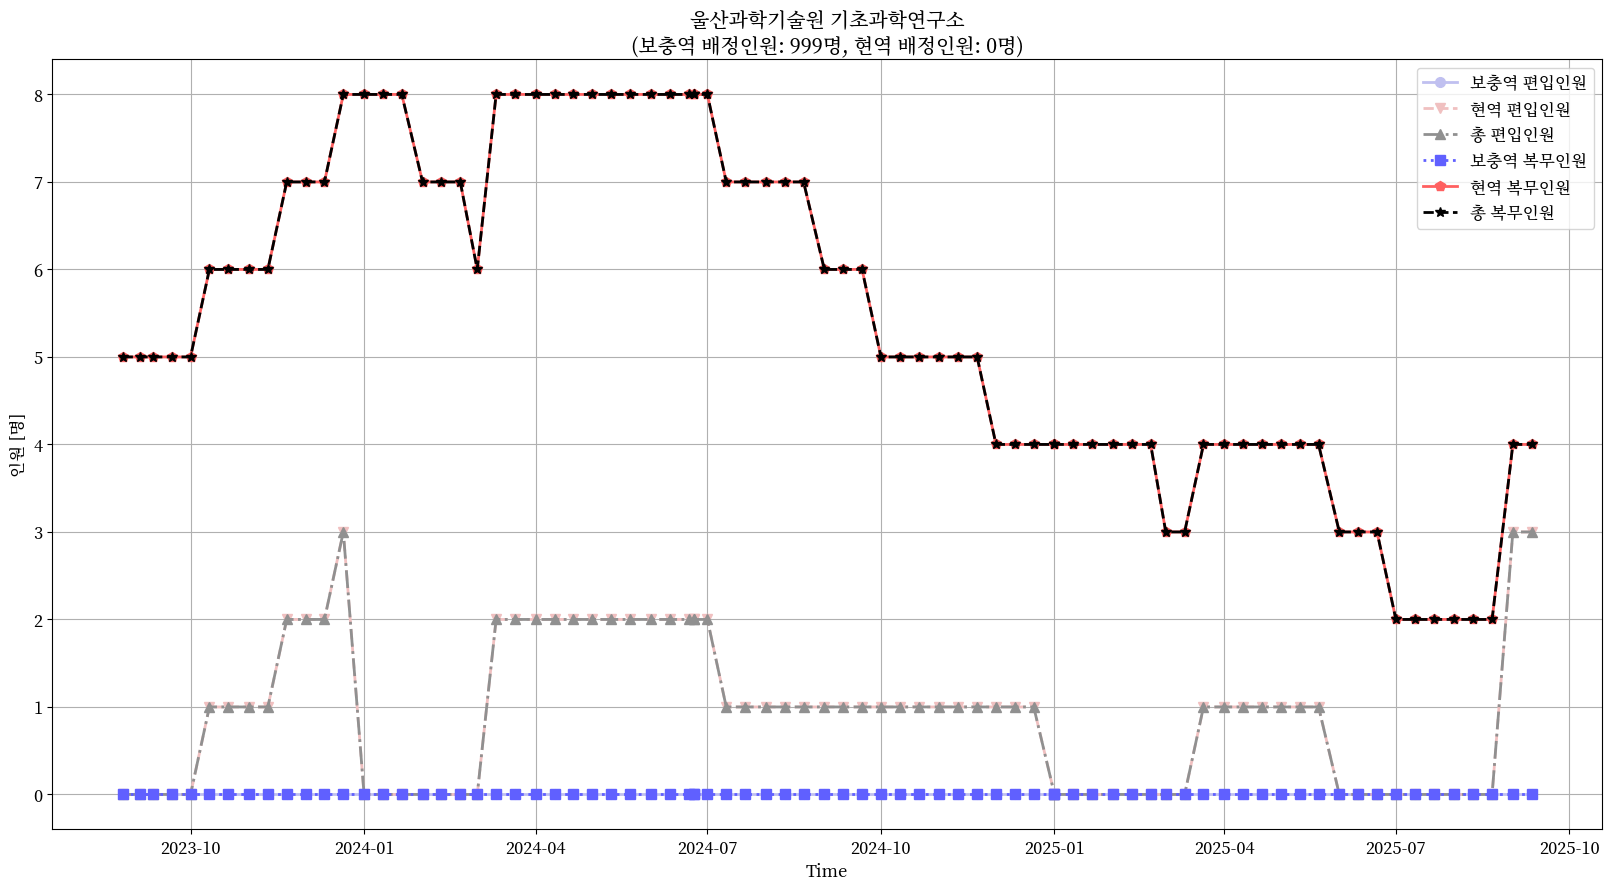 울산과학기술원 기초과학연구소
(보충역 배정인원: 999명, 현역 배정인원: 0명)
보충역 편입인원
현역 편입인원
총 편입인원
보충역 복무인원
현역 복무인원
총 복무인원
인원 [명]
8
7
6
5
4
3
2
1
0
2023-10
2024-01
2024-04
2024-07
2024-10
2025-01
2025-04
2025-07
2025-10
Time